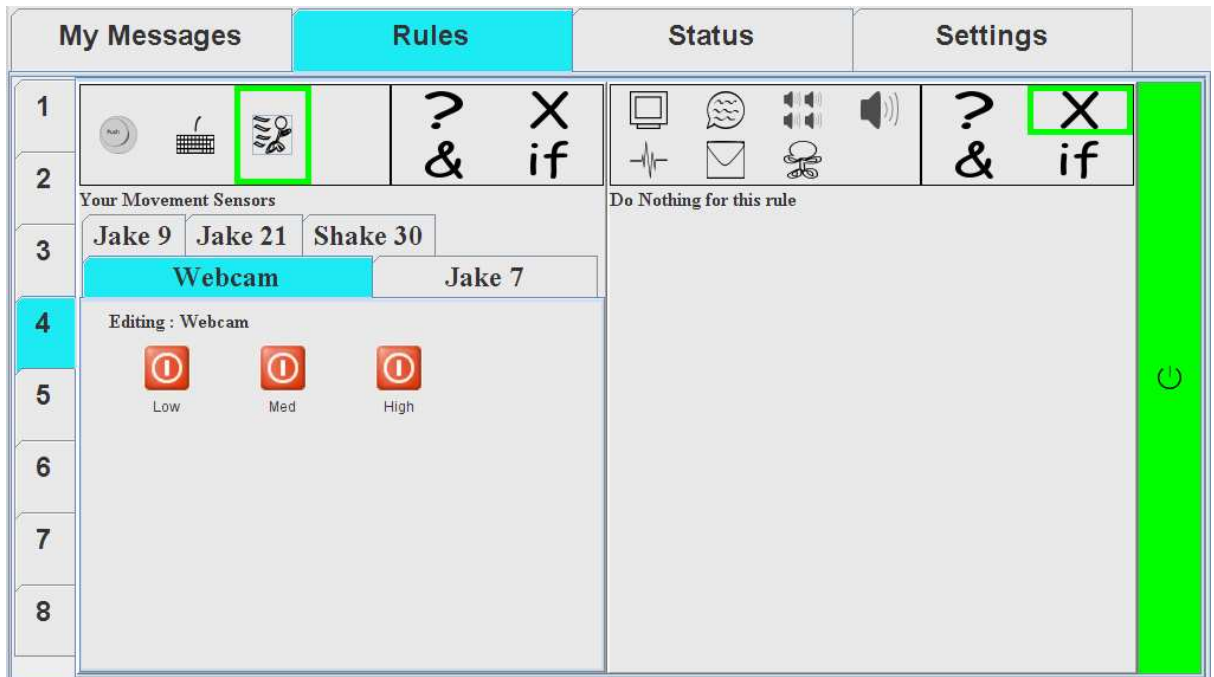 My Messages Rules Status Settings
1
2
3
4
5
6
7
8
Push
? X
& if
Your Movement Sensors
Jake 9 Jake 21 Shake 30
Webcam Jake 7
Editing : Webcam
Low Med High
? X
& if
Do Nothing for this rule